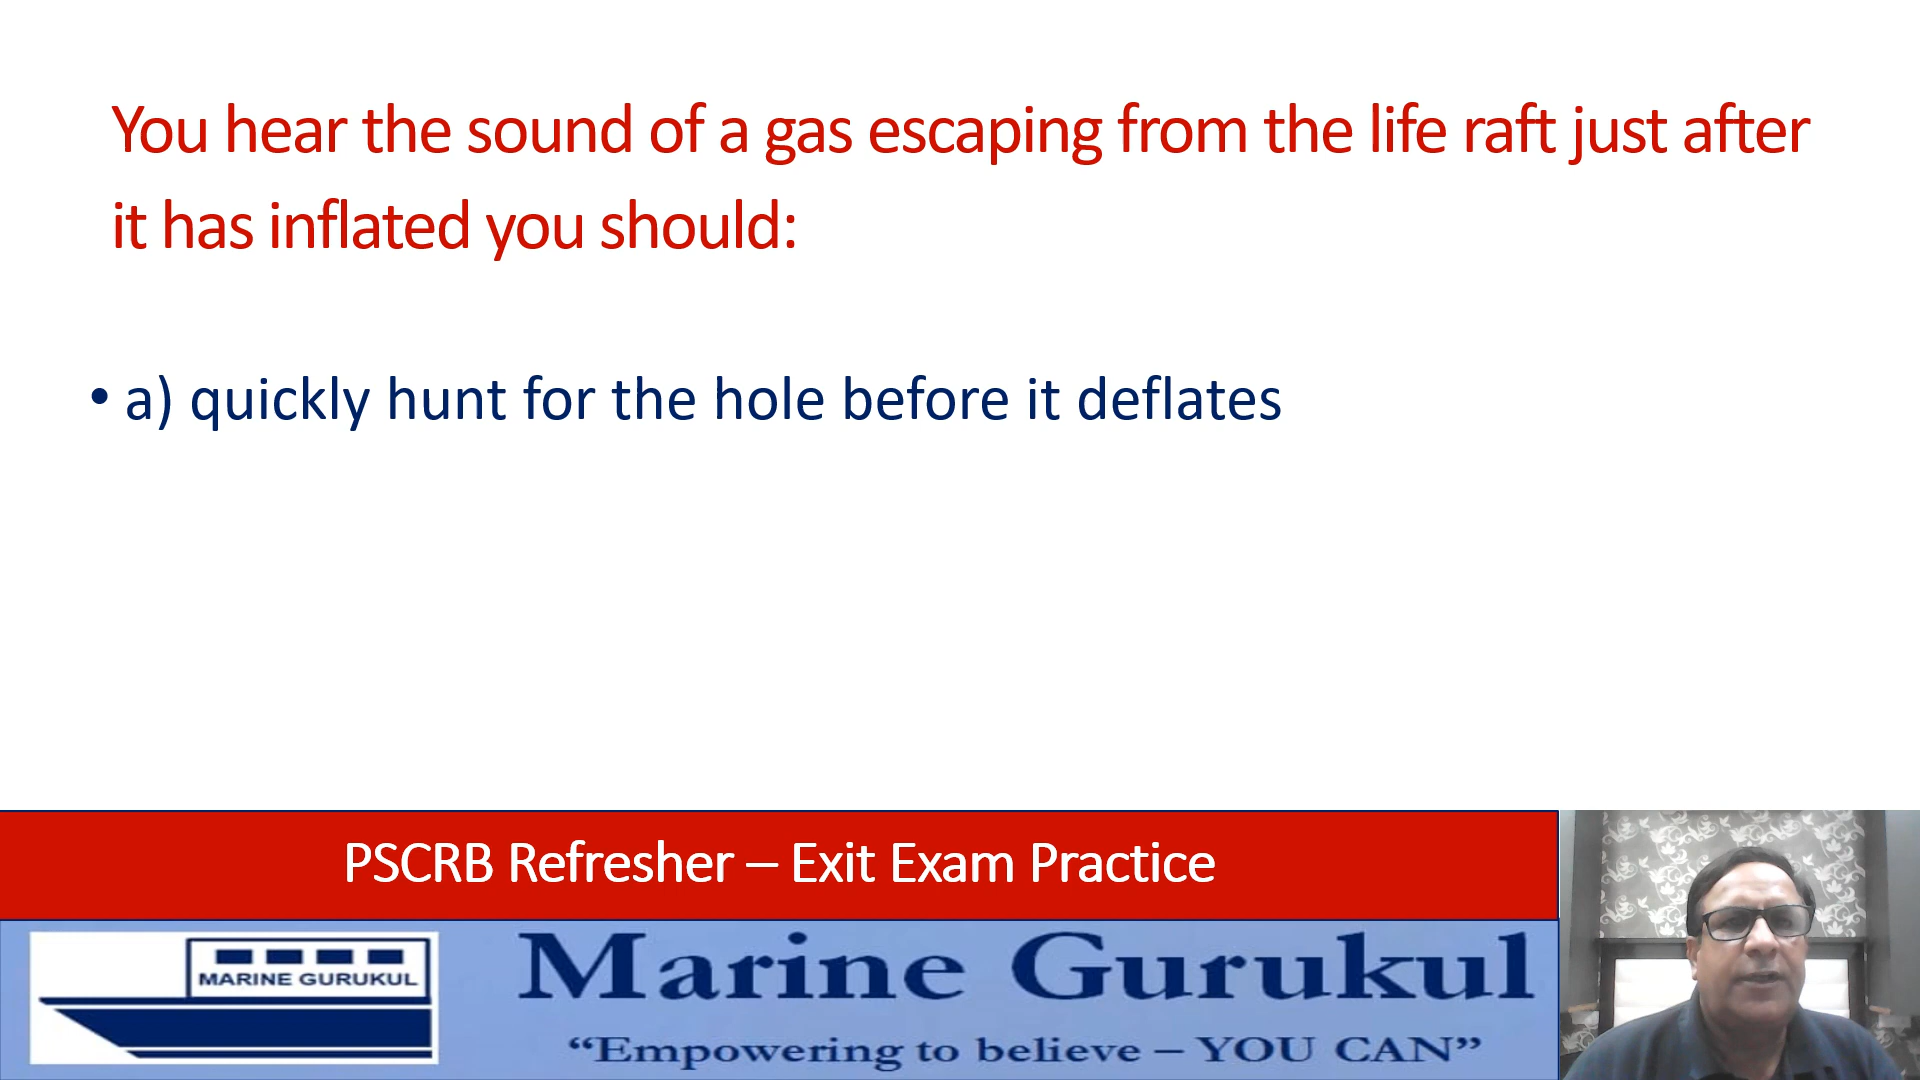 You hear the sound of a gas escaping from the life raft just after
it has inflated you should:
• a) quickly hunt for the hole before it deflates
PSCRB Refresher – Exit Exam Practice
MARINE GURUKUL
Marine Gurukul
“Empowering to believe – YOU CAN”